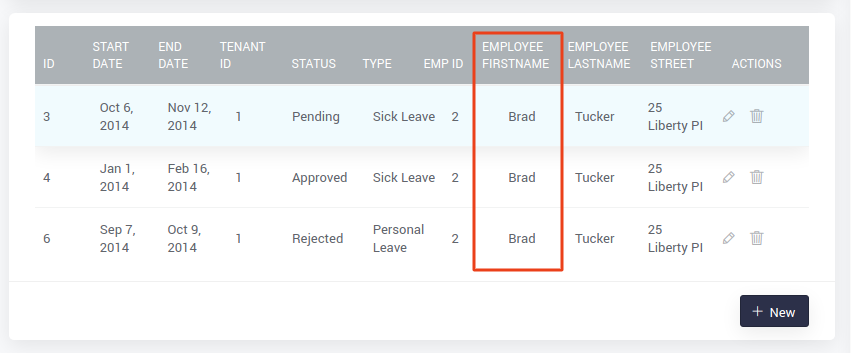 ID START DATE END DATE TENANT ID STATUS TYPE EMP ID EMPLOYEE FIRSTNAME EMPLOYEE LASTNAME EMPLOYEE STREET ACTIONS
3 Oct 6, 2014 Nov 12, 2014 1 Pending Sick Leave 2 Brad Tucker 25 Liberty Pl
4 Jan 1, 2014 Feb 16, 2014 1 Approved Sick Leave 2 Brad Tucker 25 Liberty Pl
6 Sep 7, 2014 Oct 9, 2014 1 Rejected Personal Leave 2 Brad Tucker 25 Liberty Pl
+ New